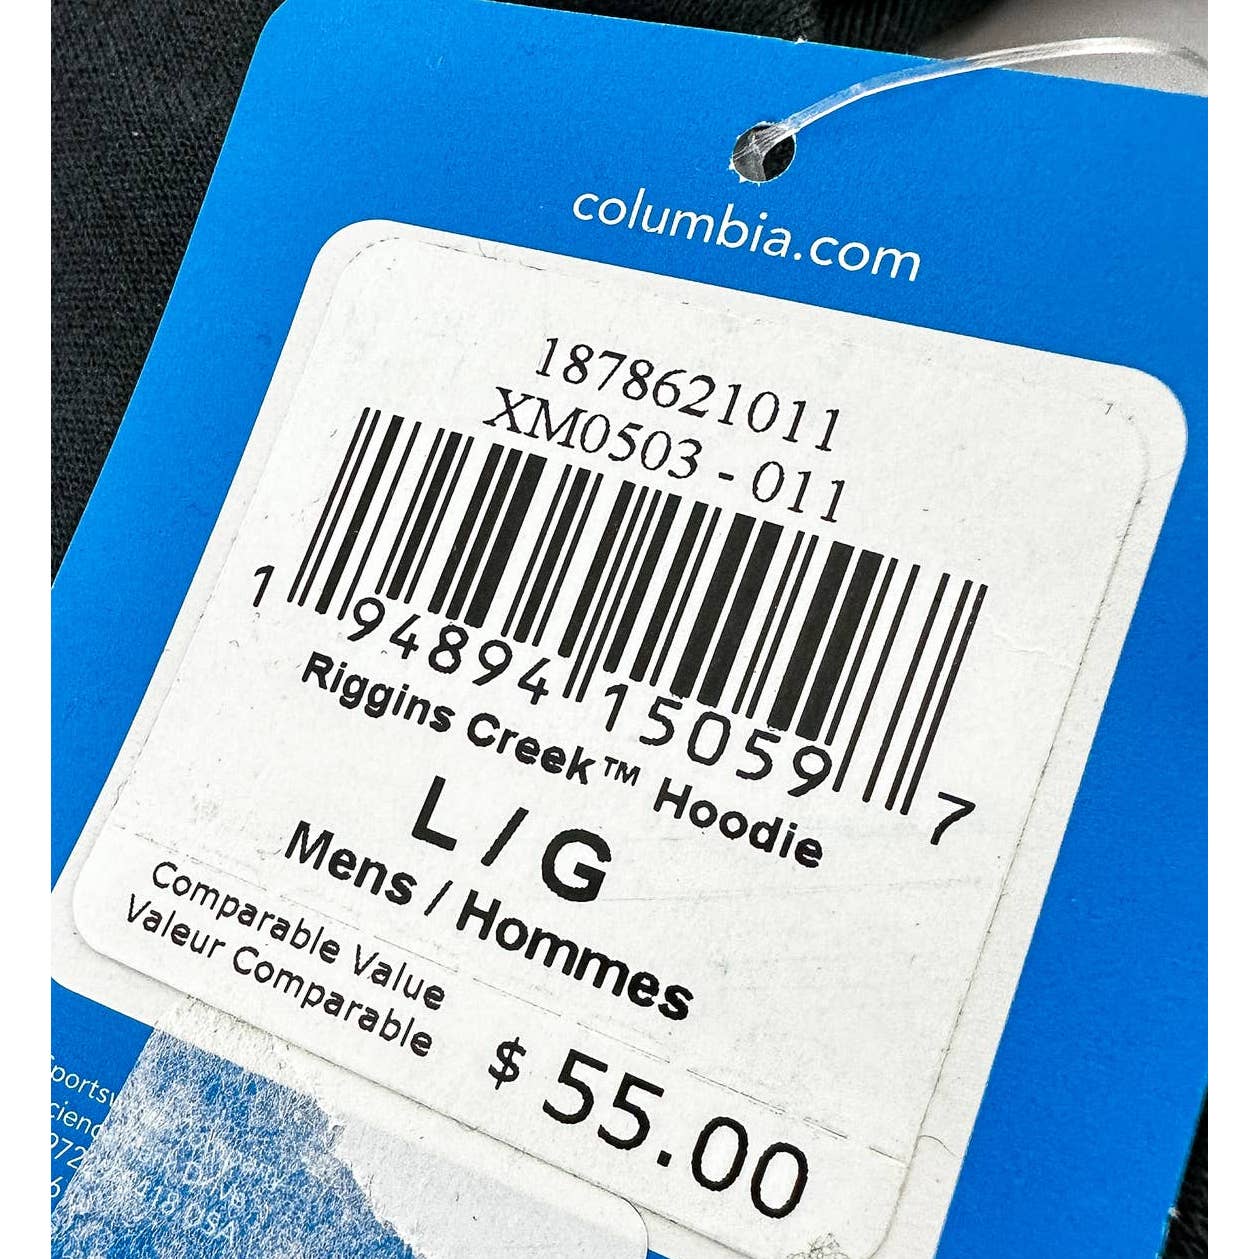 columbia.com
1878621011
XM0503 - 011
1 94894 15059 7
Riggins Creek™ Hoodie
L / G
Mens / Hommes
Comparable Value
Valeur Comparable
$ 55.00